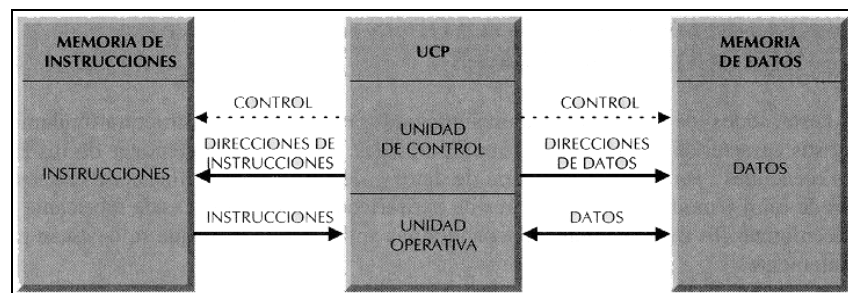 MEMORIA DE
INSTRUCCIONES
INSTRUCCIONES
CONTROL
DIRECCIONES DE
INSTRUCCIONES
INSTRUCCIONES
UCP
UNIDAD
DE CONTROL
UNIDAD
OPERATIVA
CONTROL
DIRECCIONES
DE DATOS
DATOS
MEMORIA
DE DATOS
DATOS